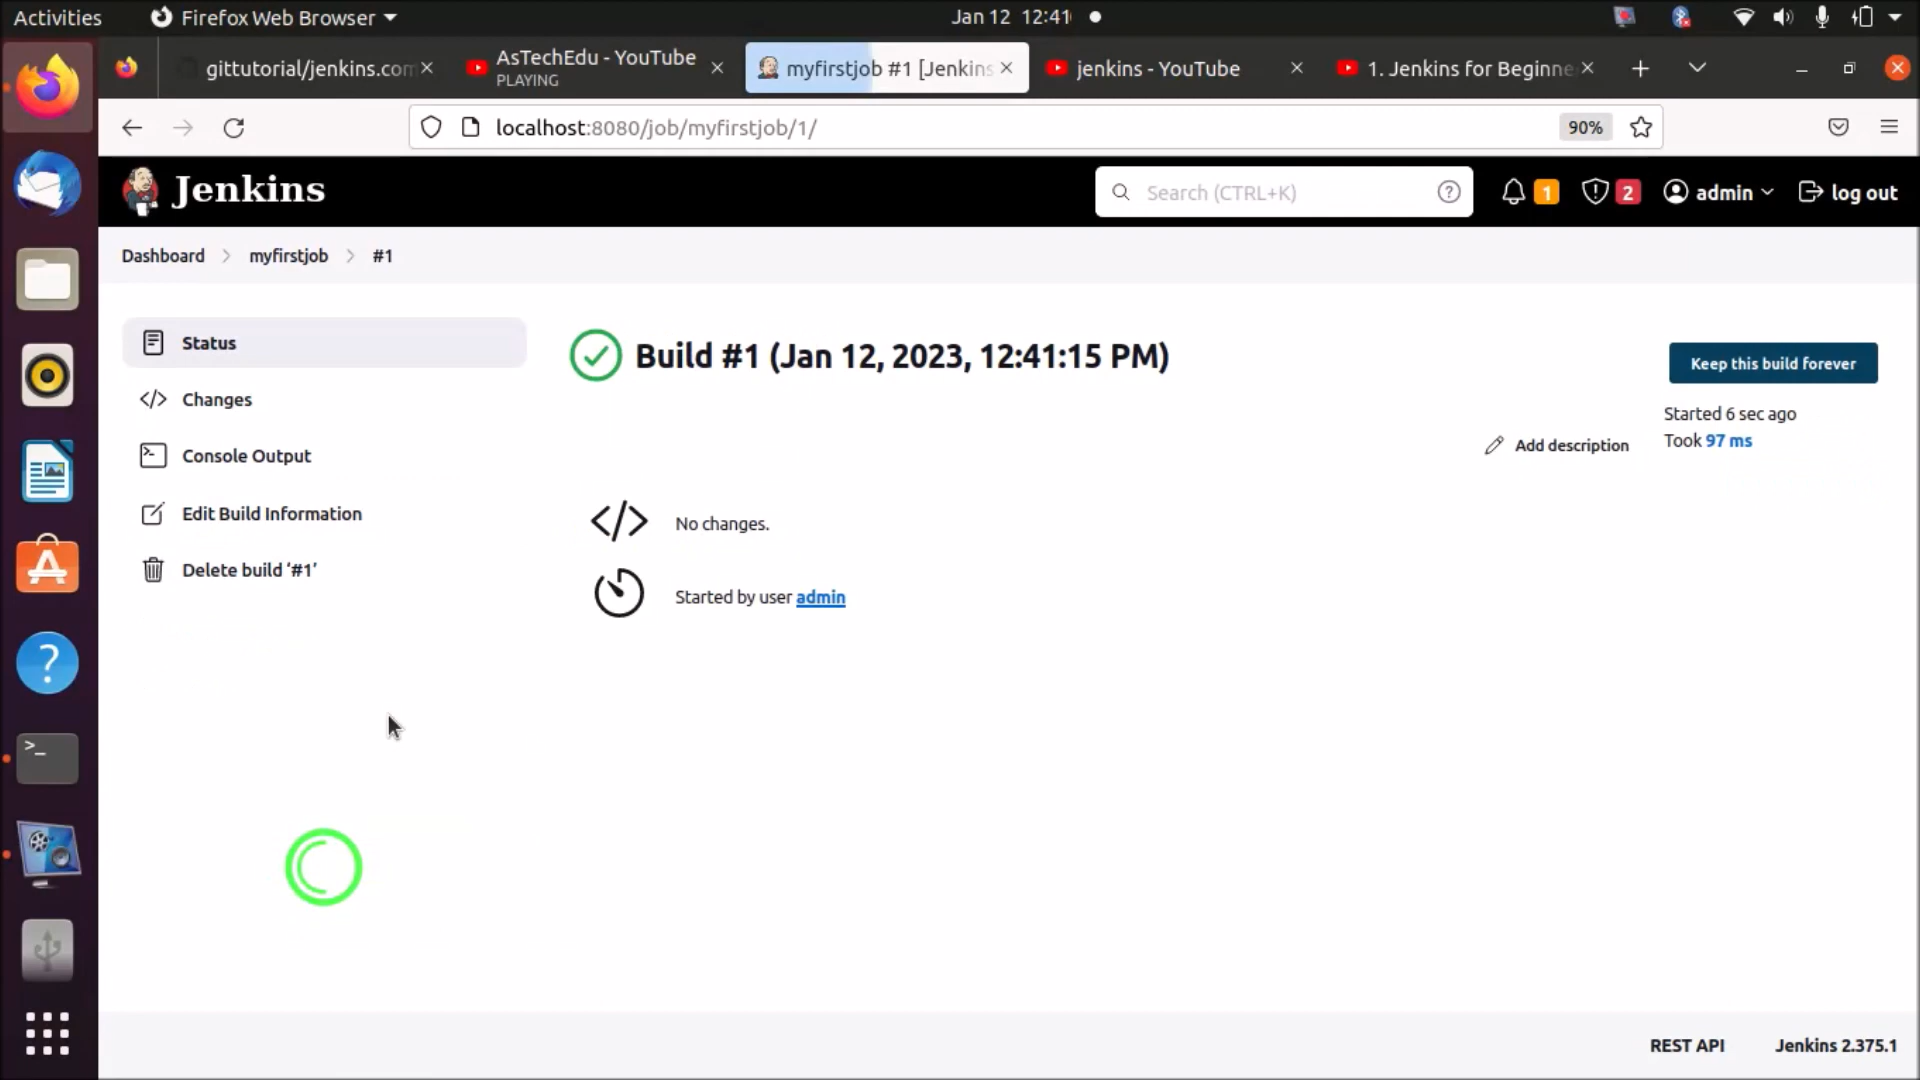 Activities
Firefox Web Browser
Jan 12 12:41
gittutorial/jenkins.com
AsTechEdu - YouTube
PLAYING
myfirstjob #1 [Jenkins
jenkins - YouTube
1. Jenkins for Beginne
localhost:8080/job/myfirstjob/1/
90%
Jenkins
Search (CTRL+K)
1
2
admin
log out
Dashboard
myfirstjob
#1
Status
Changes
Console Output
Edit Build Information
Delete build ‘#1’
Build #1 (Jan 12, 2023, 12:41:15 PM)
Keep this build forever
Started 6 sec ago
Took 97 ms
Add description
No changes.
Started by user admin
REST API
Jenkins 2.375.1